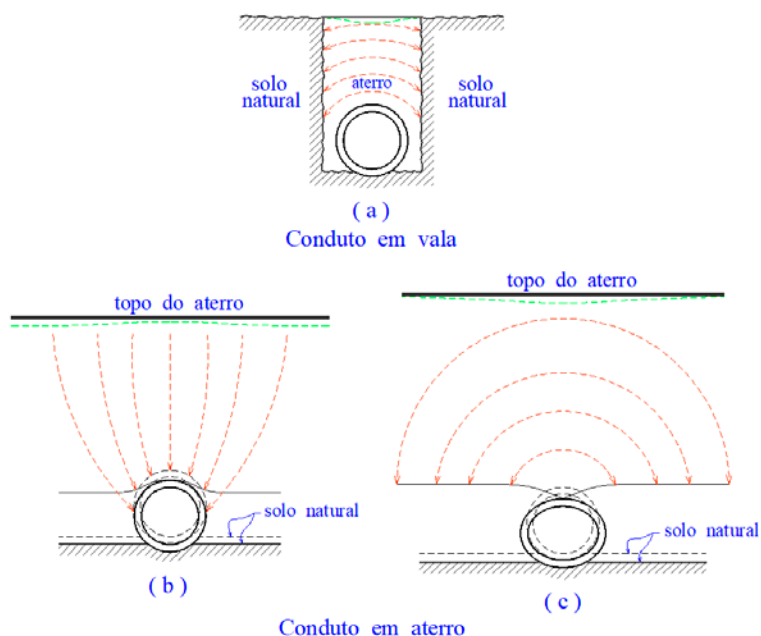 solo
natural
aterro
solo
natural
( a )
Conduto em vala
topo do aterro
solo natural
( b )
topo do aterro
solo natural
( c )
Conduto em aterro